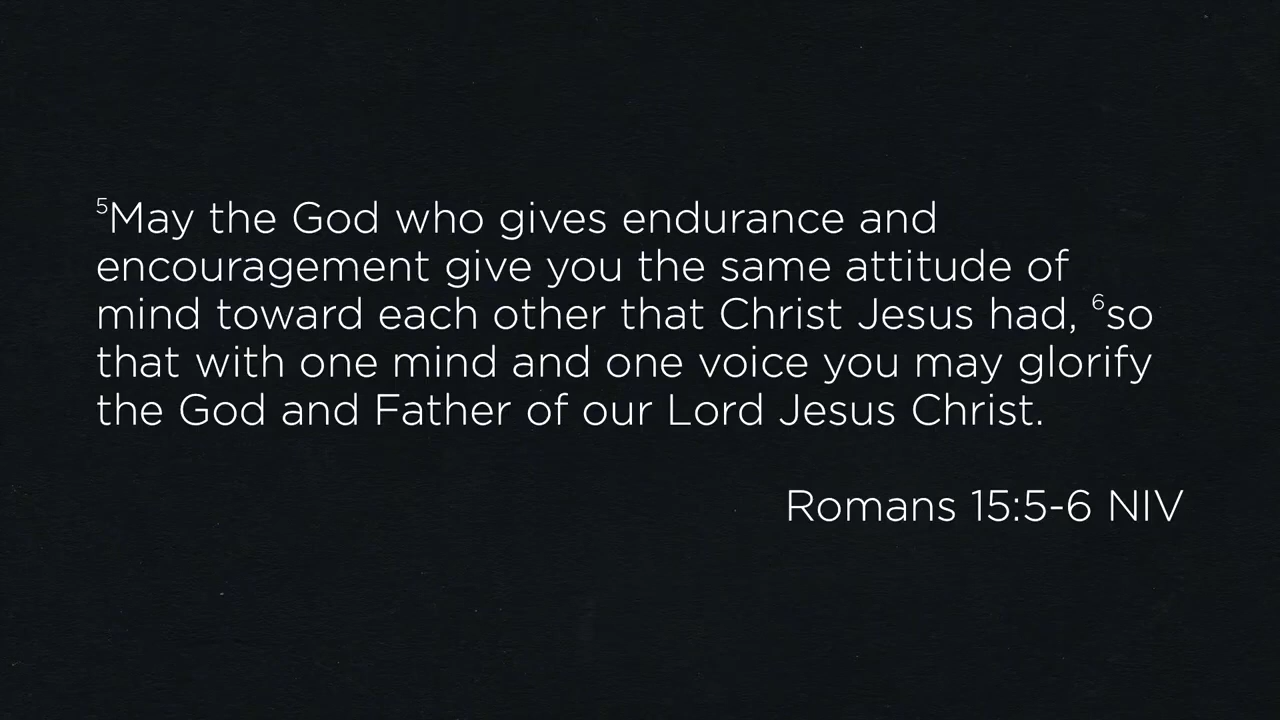 ⁵May the God who gives endurance and
encouragement give you the same attitude of
mind toward each other that Christ Jesus had, ⁶so
that with one mind and one voice you may glorify
the God and Father of our Lord Jesus Christ.
Romans 15:5-6 NIV